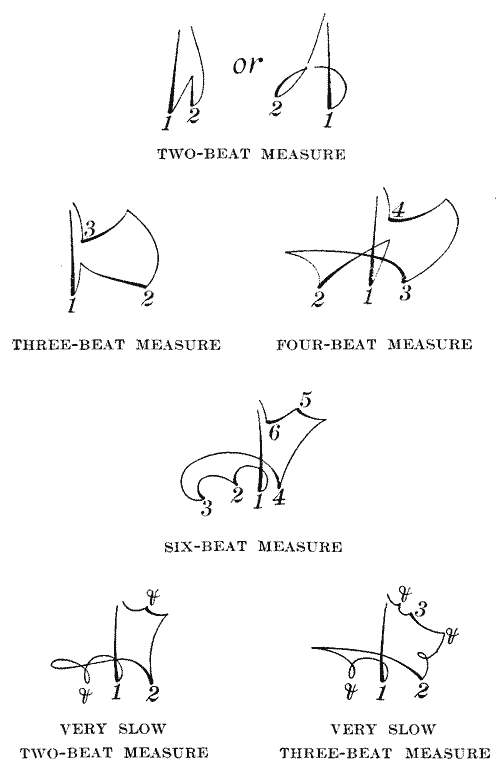 or
1 2 2 1
TWO-BEAT MEASURE
3 4
1 2 2 1 3
THREE-BEAT MEASURE FOUR-BEAT MEASURE
5
6
3 2 1 4
SIX-BEAT MEASURE
& & 3
&
& 1 2 & 1 2
VERY SLOW VERY SLOW
TWO-BEAT MEASURE THREE-BEAT MEASURE